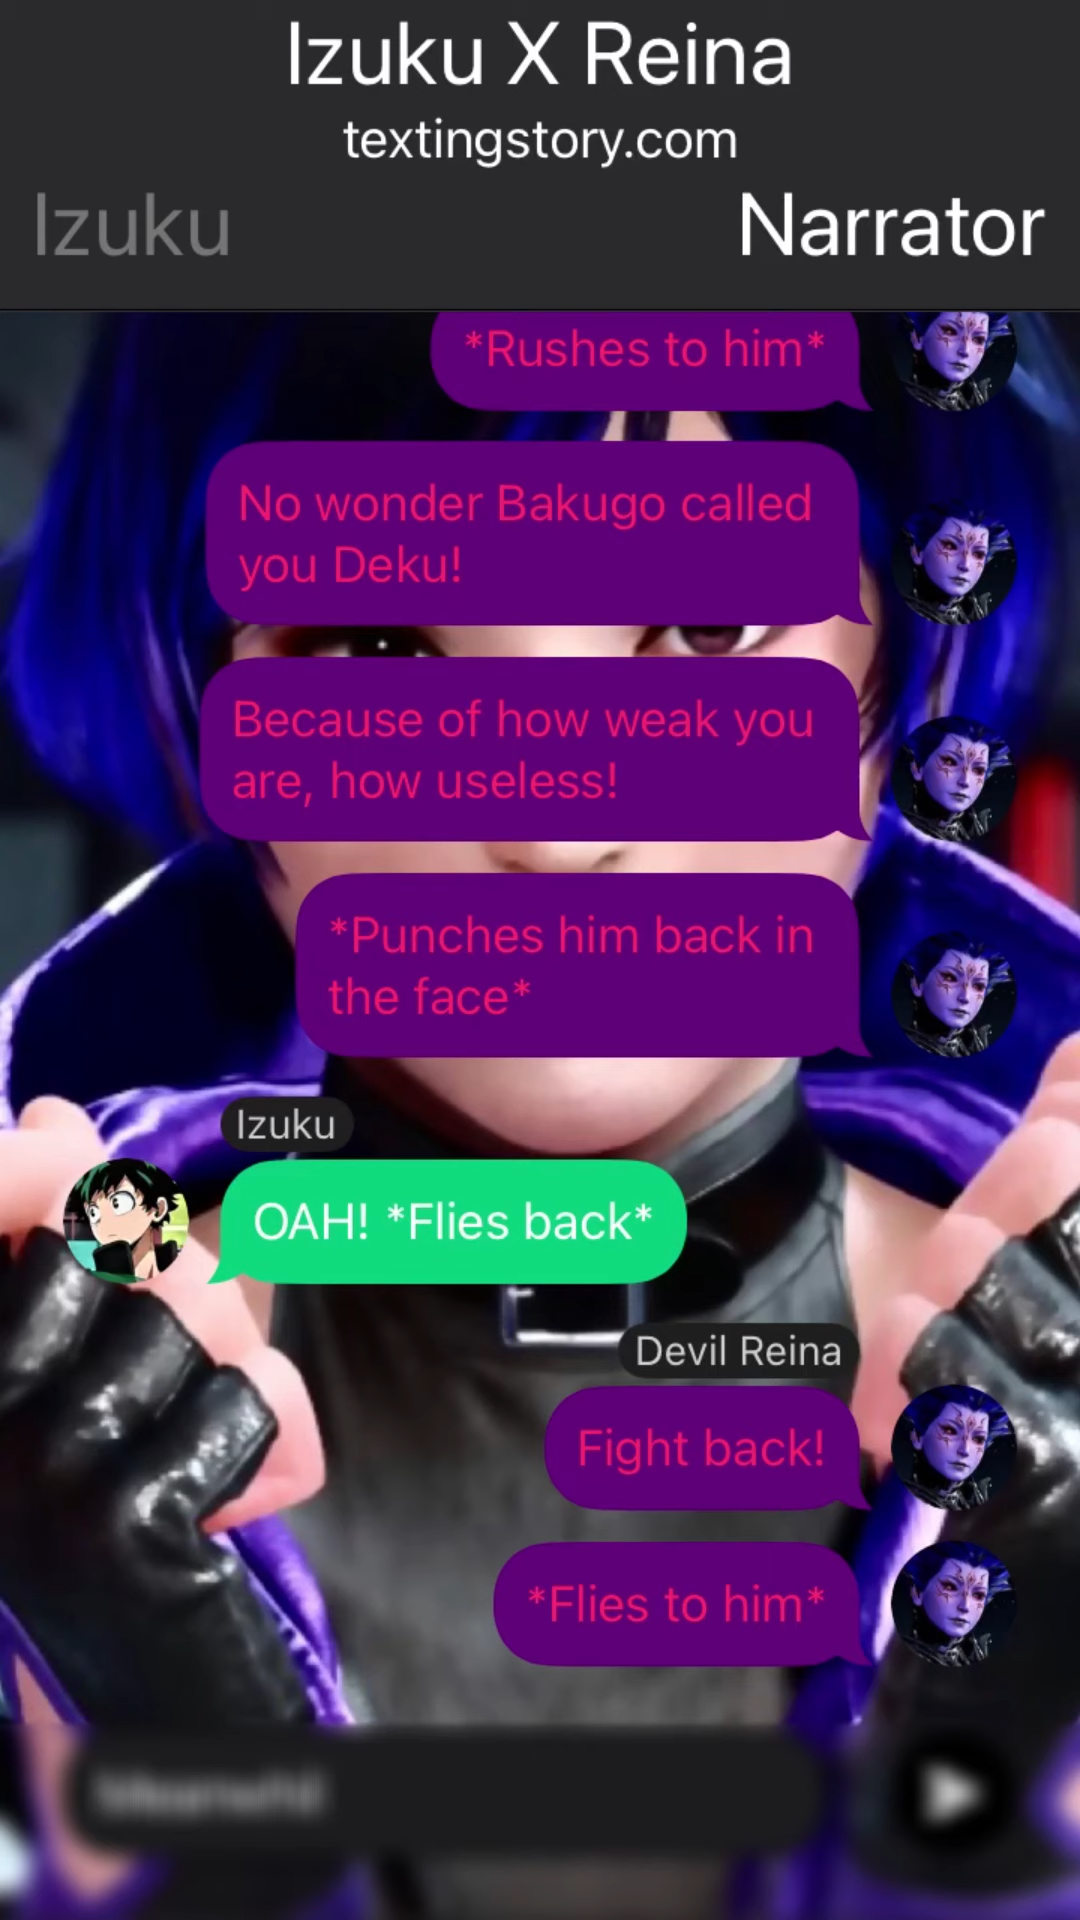 Izuku X Reina
textingstory.com
Izuku
Narrator
*Rushes to him*
No wonder Bakugo called
you Deku!
Because of how weak you
are, how useless!
*Punches him back in
the face*
Izuku
OAH! *Flies back*
Devil Reina
Fight back!
*Flies to him*